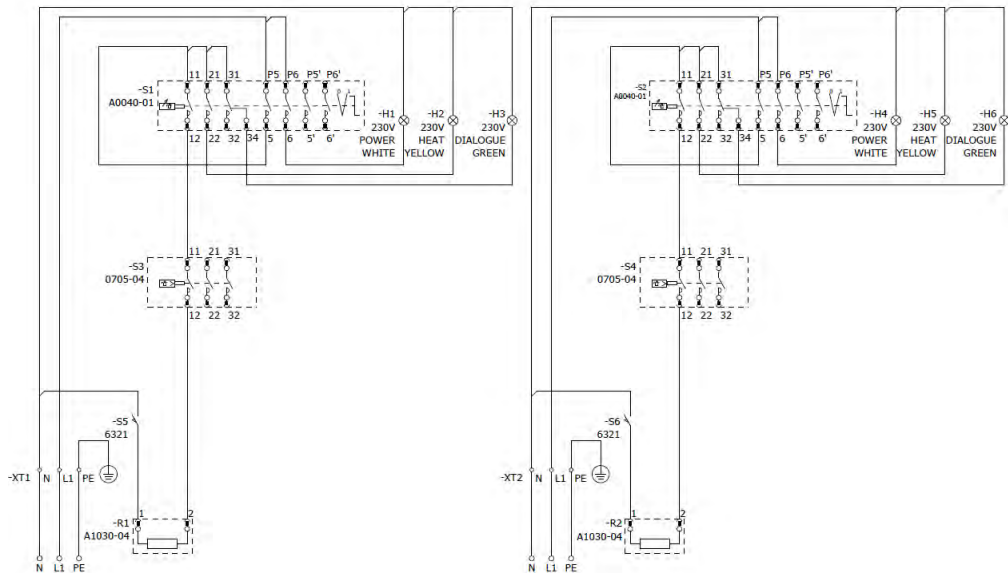 11 21 31 P5 P6 P5' P6'
-S1
A0040-01
0 1
12 22 32 34 5 6 5' 6'
-H1
230V
POWER
WHITE
-H2
230V
HEAT
YELLOW
-H3
230V
DIALOGUE
GREEN
11 21 31
-S3
0705-04
12 22 32
-S5
6321
-XT1 N L1 PE
1 2
-R1
A1030-04
N L1 PE
11 21 31 P5 P6 P5' P6'
-S2
A0040-01
0 1
12 22 32 34 5 6 5' 6'
-H4
230V
POWER
WHITE
-H5
230V
HEAT
YELLOW
-H6
230V
DIALOGUE
GREEN
11 21 31
-S4
0705-04
12 22 32
-S6
6321
-XT2 N L1 PE
1 2
-R2
A1030-04
N L1 PE